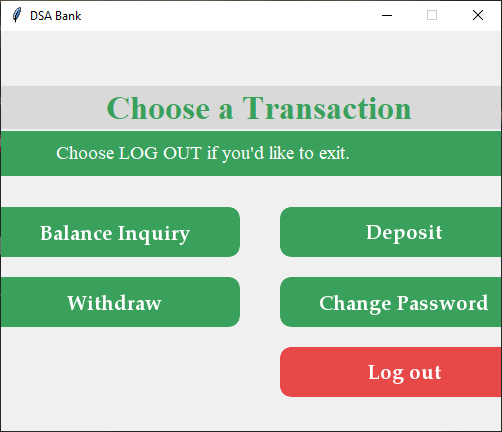 DSA Bank
Choose a Transaction
Choose LOG OUT if you'd like to exit.
Balance Inquiry
Deposit
Withdraw
Change Password
Log out